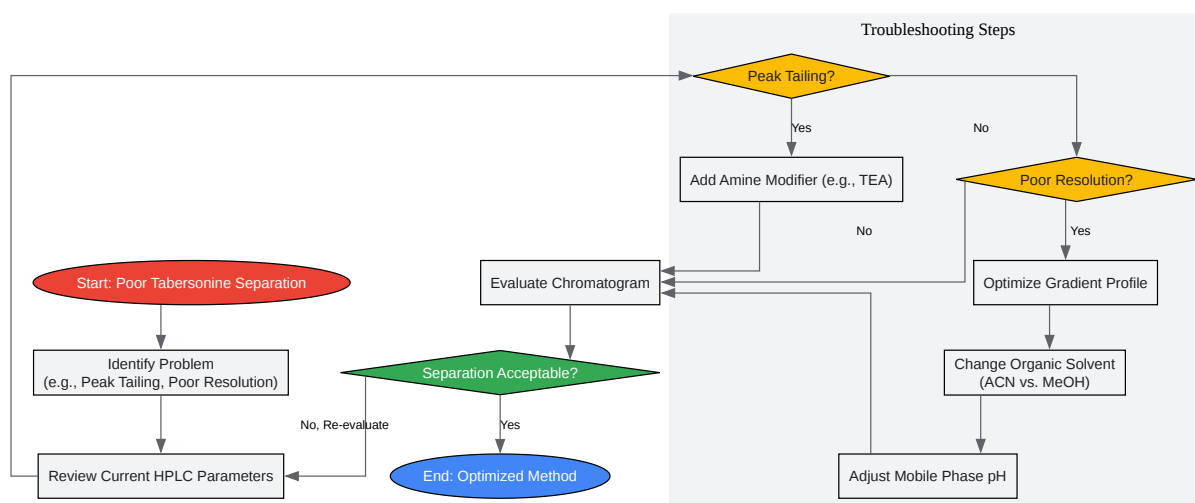 Troubleshooting Steps
Peak Tailing?
Yes
No
Add Amine Modifier (e.g., TEA)
Poor Resolution?
No
Yes
Start: Poor Tabersonine Separation
Evaluate Chromatogram
Optimize Gradient Profile
Identify Problem
(e.g., Peak Tailing, Poor Resolution)
Separation Acceptable?
Change Organic Solvent
(ACN vs. MeOH)
No, Re-evaluate
Yes
Review Current HPLC Parameters
End: Optimized Method
Adjust Mobile Phase pH